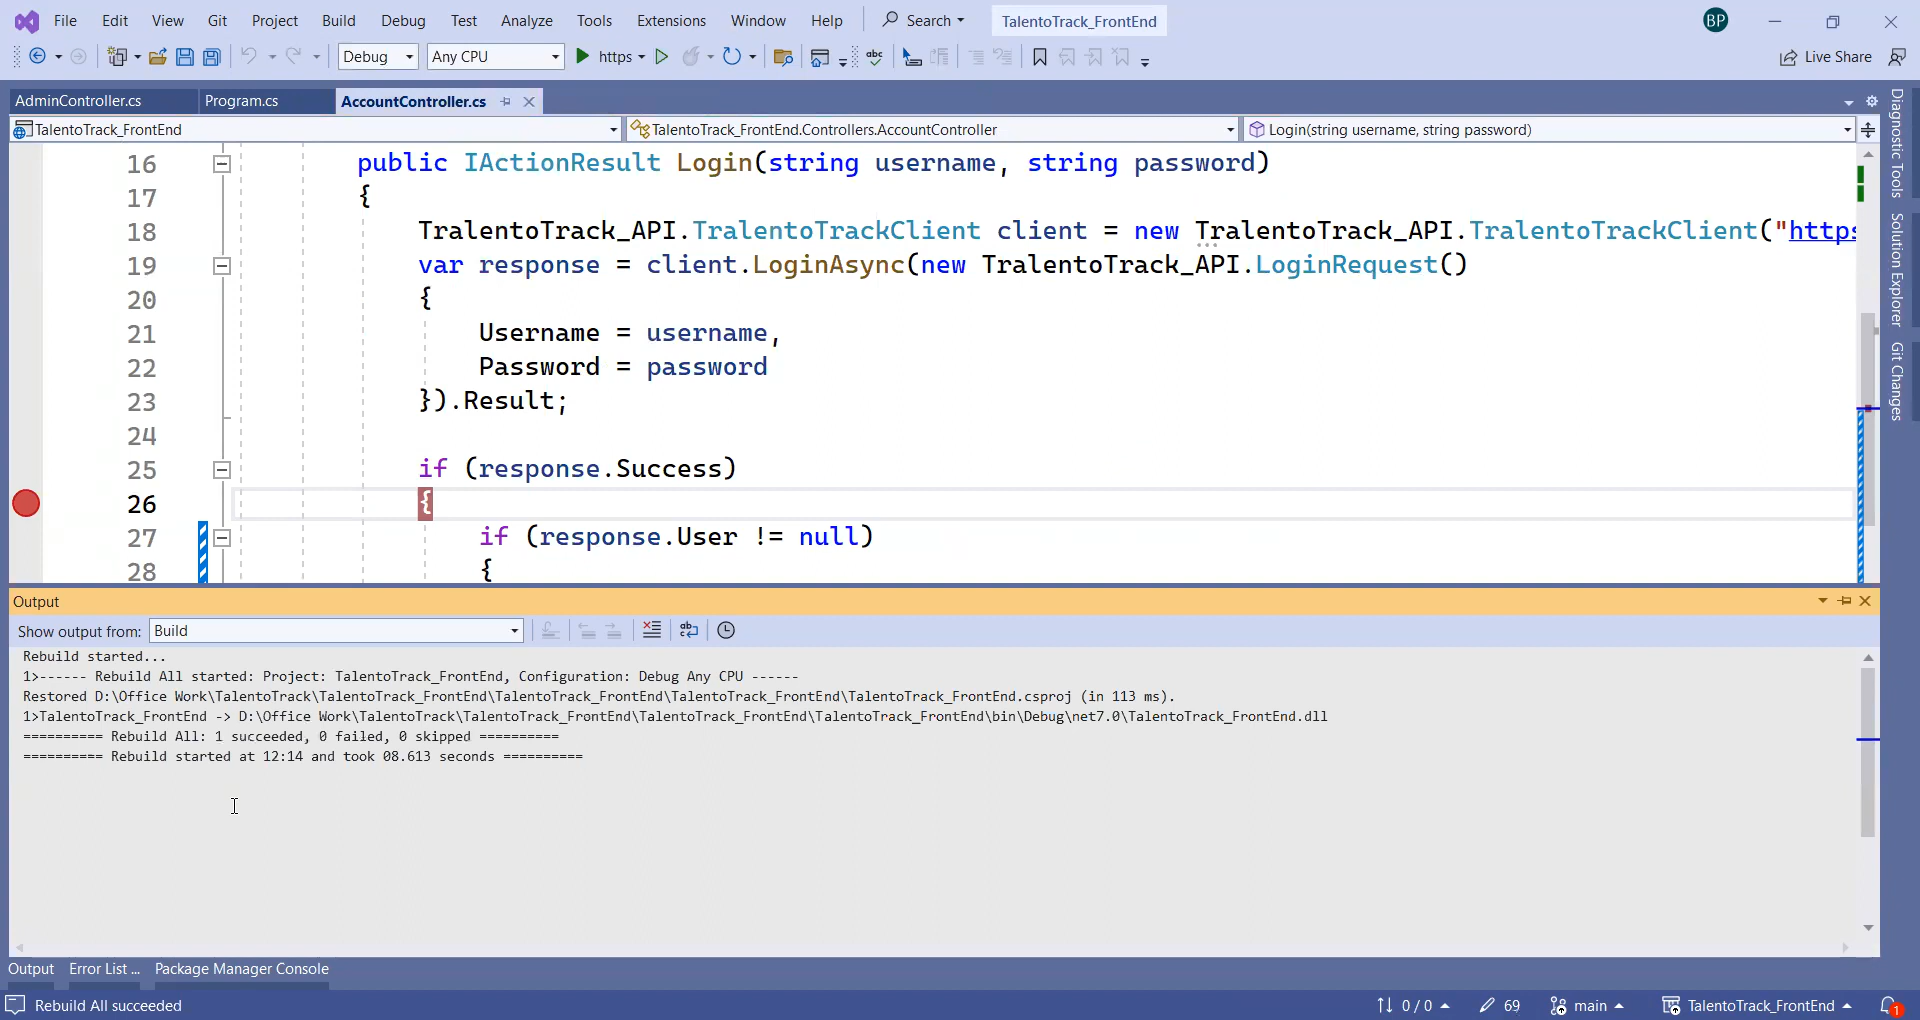 File Edit View Git Project Build Debug Test Analyze Tools Extensions Window Help Search TalentoTrack_FrontEnd BP
Debug Any CPU https abc Live Share
AdminController.cs Program.cs AccountController.cs
TalentoTrack_FrontEnd TalentoTrack_FrontEnd.Controllers.AccountController Login(string username, string password)
16 public IActionResult Login(string username, string password)
17 {
18 TralentoTrack_API.TralentoTrackClient client = new TralentoTrack_API.TralentoTrackClient("https
19 var response = client.LoginAsync(new TralentoTrack_API.LoginRequest()
20 {
21 Username = username,
22 Password = password
23 }).Result;
24
25 if (response.Success)
26 {
27 if (response.User != null)
28 {
Diagnostic Tools
Solution Explorer
Git Changes
Output
Show output from: Build
Rebuild started...
1>------ Rebuild All started: Project: TalentoTrack_FrontEnd, Configuration: Debug Any CPU ------
Restored D:\Office Work\TalentoTrack\TalentoTrack_FrontEnd\TalentoTrack_FrontEnd\TalentoTrack_FrontEnd\TalentoTrack_FrontEnd.csproj (in 113 ms).
1>TalentoTrack_FrontEnd -> D:\Office Work\TalentoTrack\TalentoTrack_FrontEnd\TalentoTrack_FrontEnd\TalentoTrack_FrontEnd\bin\Debug\net7.0\TalentoTrack_FrontEnd.dll
========== Rebuild All: 1 succeeded, 0 failed, 0 skipped ==========
========== Rebuild started at 12:14 and took 08.613 seconds ==========
Output Error List ... Package Manager Console
Rebuild All succeeded 0 / 0 69 main TalentoTrack_FrontEnd 1